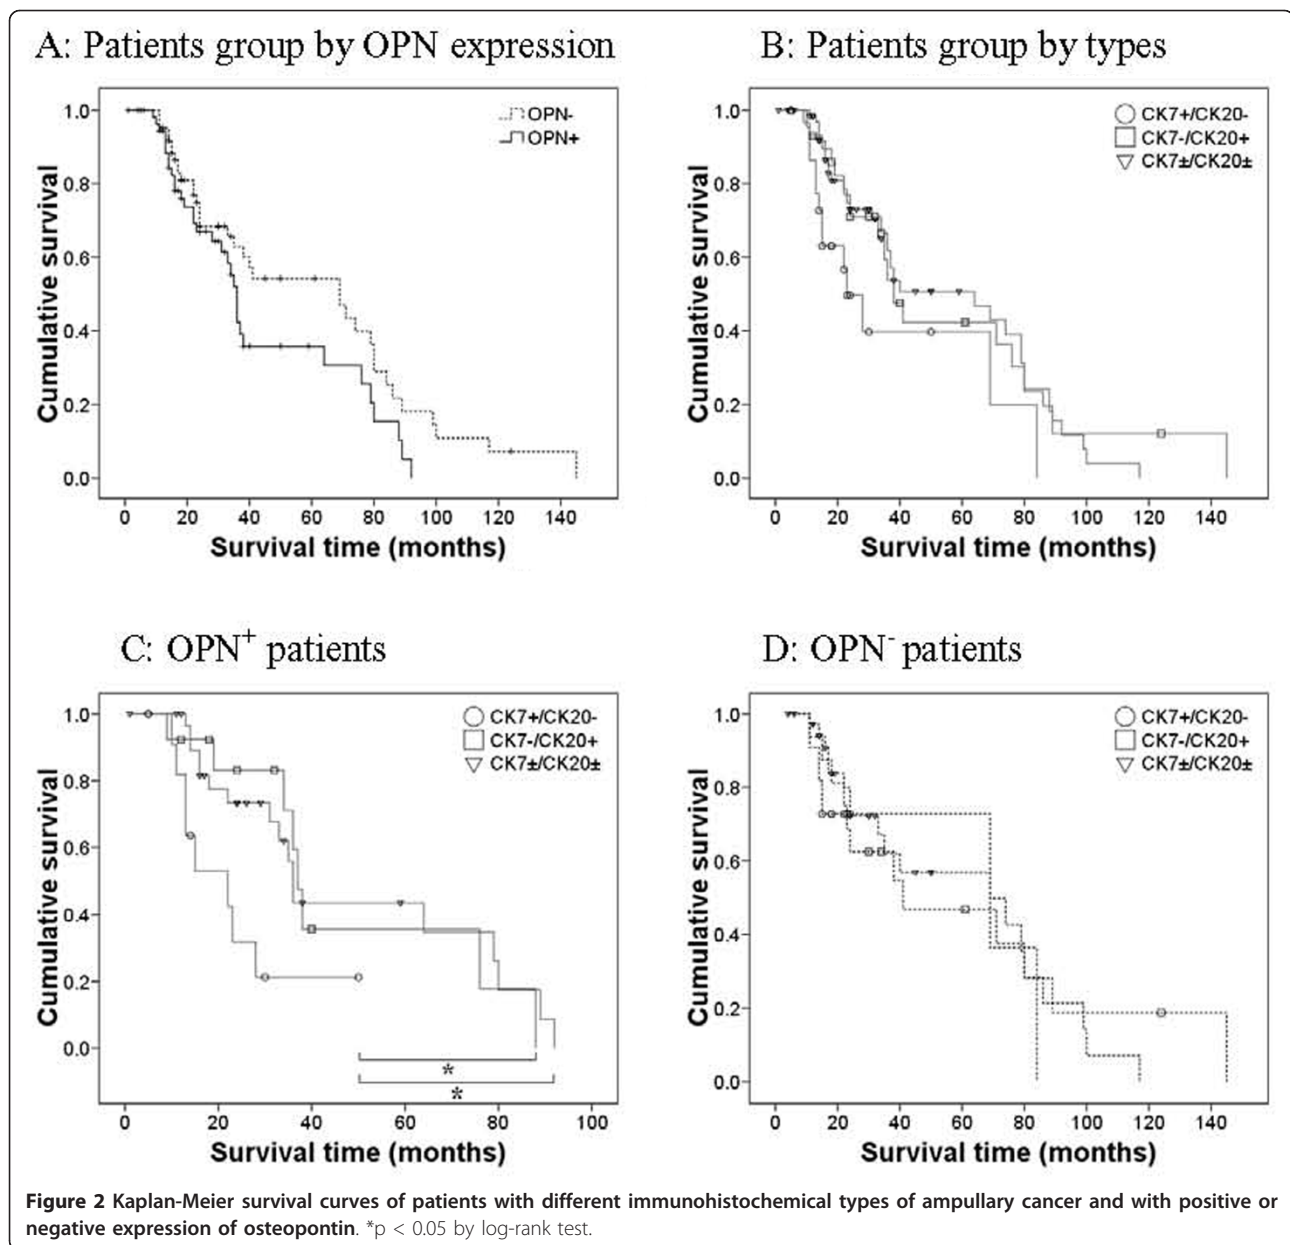 A: Patients group by OPN expression
1.0
0.8
0.6
0.4
0.2
0.0
Cumulative survival
OPN-
OPN+
0 20 40 60 80 100 120 140
Survival time (months)
B: Patients group by types
1.0
0.8
0.6
0.4
0.2
0.0
Cumulative survival
CK7+/CK20-
CK7-/CK20+
CK7±/CK20±
0 20 40 60 80 100 120 140
Survival time (months)
C: OPN⁺ patients
1.0
0.8
0.6
0.4
0.2
0.0
Cumulative survival
CK7+/CK20-
CK7-/CK20+
CK7±/CK20±
*
*
0 20 40 60 80 100
Survival time (months)
D: OPN⁻ patients
1.0
0.8
0.6
0.4
0.2
0.0
Cumulative survival
CK7+/CK20-
CK7-/CK20+
CK7±/CK20±
0 20 40 60 80 100 120 140
Survival time (months)
Figure 2 Kaplan-Meier survival curves of patients with different immunohistochemical types of ampullary cancer and with positive or
negative expression of osteopontin. *p < 0.05 by log-rank test.